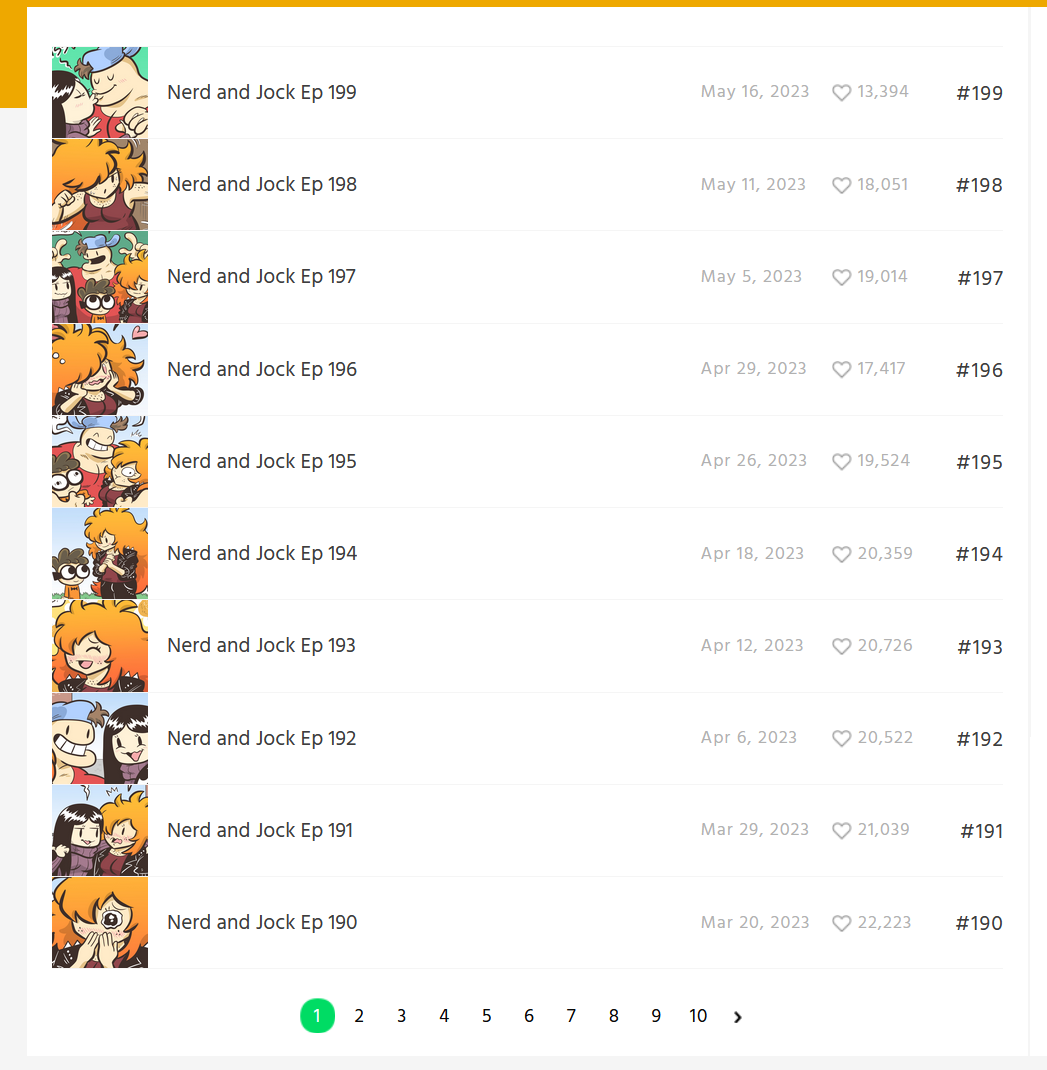 Nerd and Jock Ep 199 May 16, 2023 13,394 #199
Nerd and Jock Ep 198 May 11, 2023 18,051 #198
Nerd and Jock Ep 197 May 5, 2023 19,014 #197
Nerd and Jock Ep 196 Apr 29, 2023 17,417 #196
Nerd and Jock Ep 195 Apr 26, 2023 19,524 #195
Nerd and Jock Ep 194 Apr 18, 2023 20,359 #194
Nerd and Jock Ep 193 Apr 12, 2023 20,726 #193
Nerd and Jock Ep 192 Apr 6, 2023 20,522 #192
Nerd and Jock Ep 191 Mar 29, 2023 21,039 #191
Nerd and Jock Ep 190 Mar 20, 2023 22,223 #190
1 2 3 4 5 6 7 8 9 10